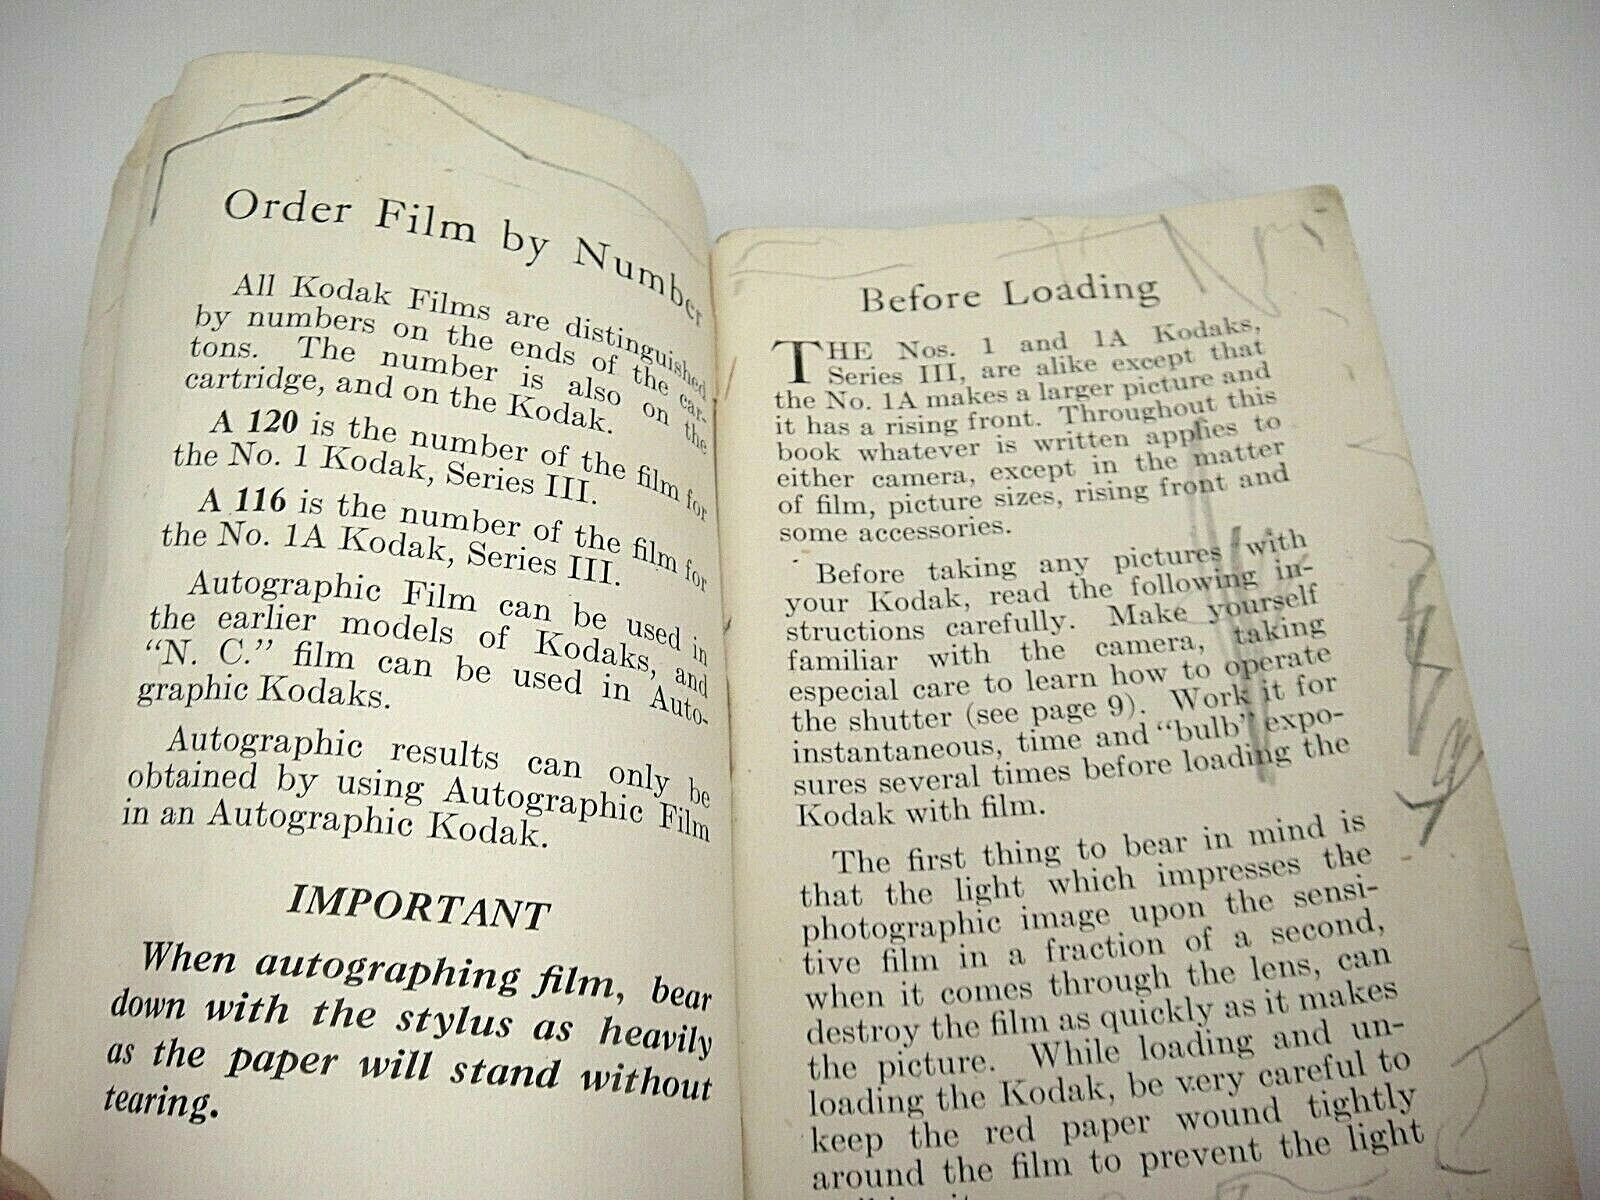 Order Film by Number
All Kodak Films are distinguished
by numbers on the ends of the car-
tons. The number is also on the
cartridge, and on the Kodak.
A 120 is the number of the film for
the No. 1 Kodak, Series III.
A 116 is the number of the film for
the No. 1A Kodak, Series III.
Autographic Film can be used in
the earlier models of Kodaks, and
"N. C." film can be used in Auto-
graphic Kodaks.
Autographic results can only be
obtained by using Autographic Film
in an Autographic Kodak.
IMPORTANT
When autographing film, bear
down with the stylus as heavily
as the paper will stand without
tearing.
Before Loading
THE Nos. 1 and 1A Kodaks,
Series III, are alike except that
the No. 1A makes a larger picture and
it has a rising front. Throughout this
book whatever is written applies to
either camera, except in the matter
of film, picture sizes, rising front and
some accessories.
Before taking any pictures with
your Kodak, read the following in-
structions carefully. Make yourself
familiar with the camera, taking
especial care to learn how to operate
the shutter (see page 9). Work it for
instantaneous, time and "bulb" expo-
sures several times before loading the
Kodak with film.
The first thing to bear in mind is
that the light which impresses the
photographic image upon the sensi-
tive film in a fraction of a second,
when it comes through the lens, can
destroy the film as quickly as it makes
the picture. While loading and un-
loading the Kodak, be very careful to
keep the red paper wound tightly
around the film to prevent the light